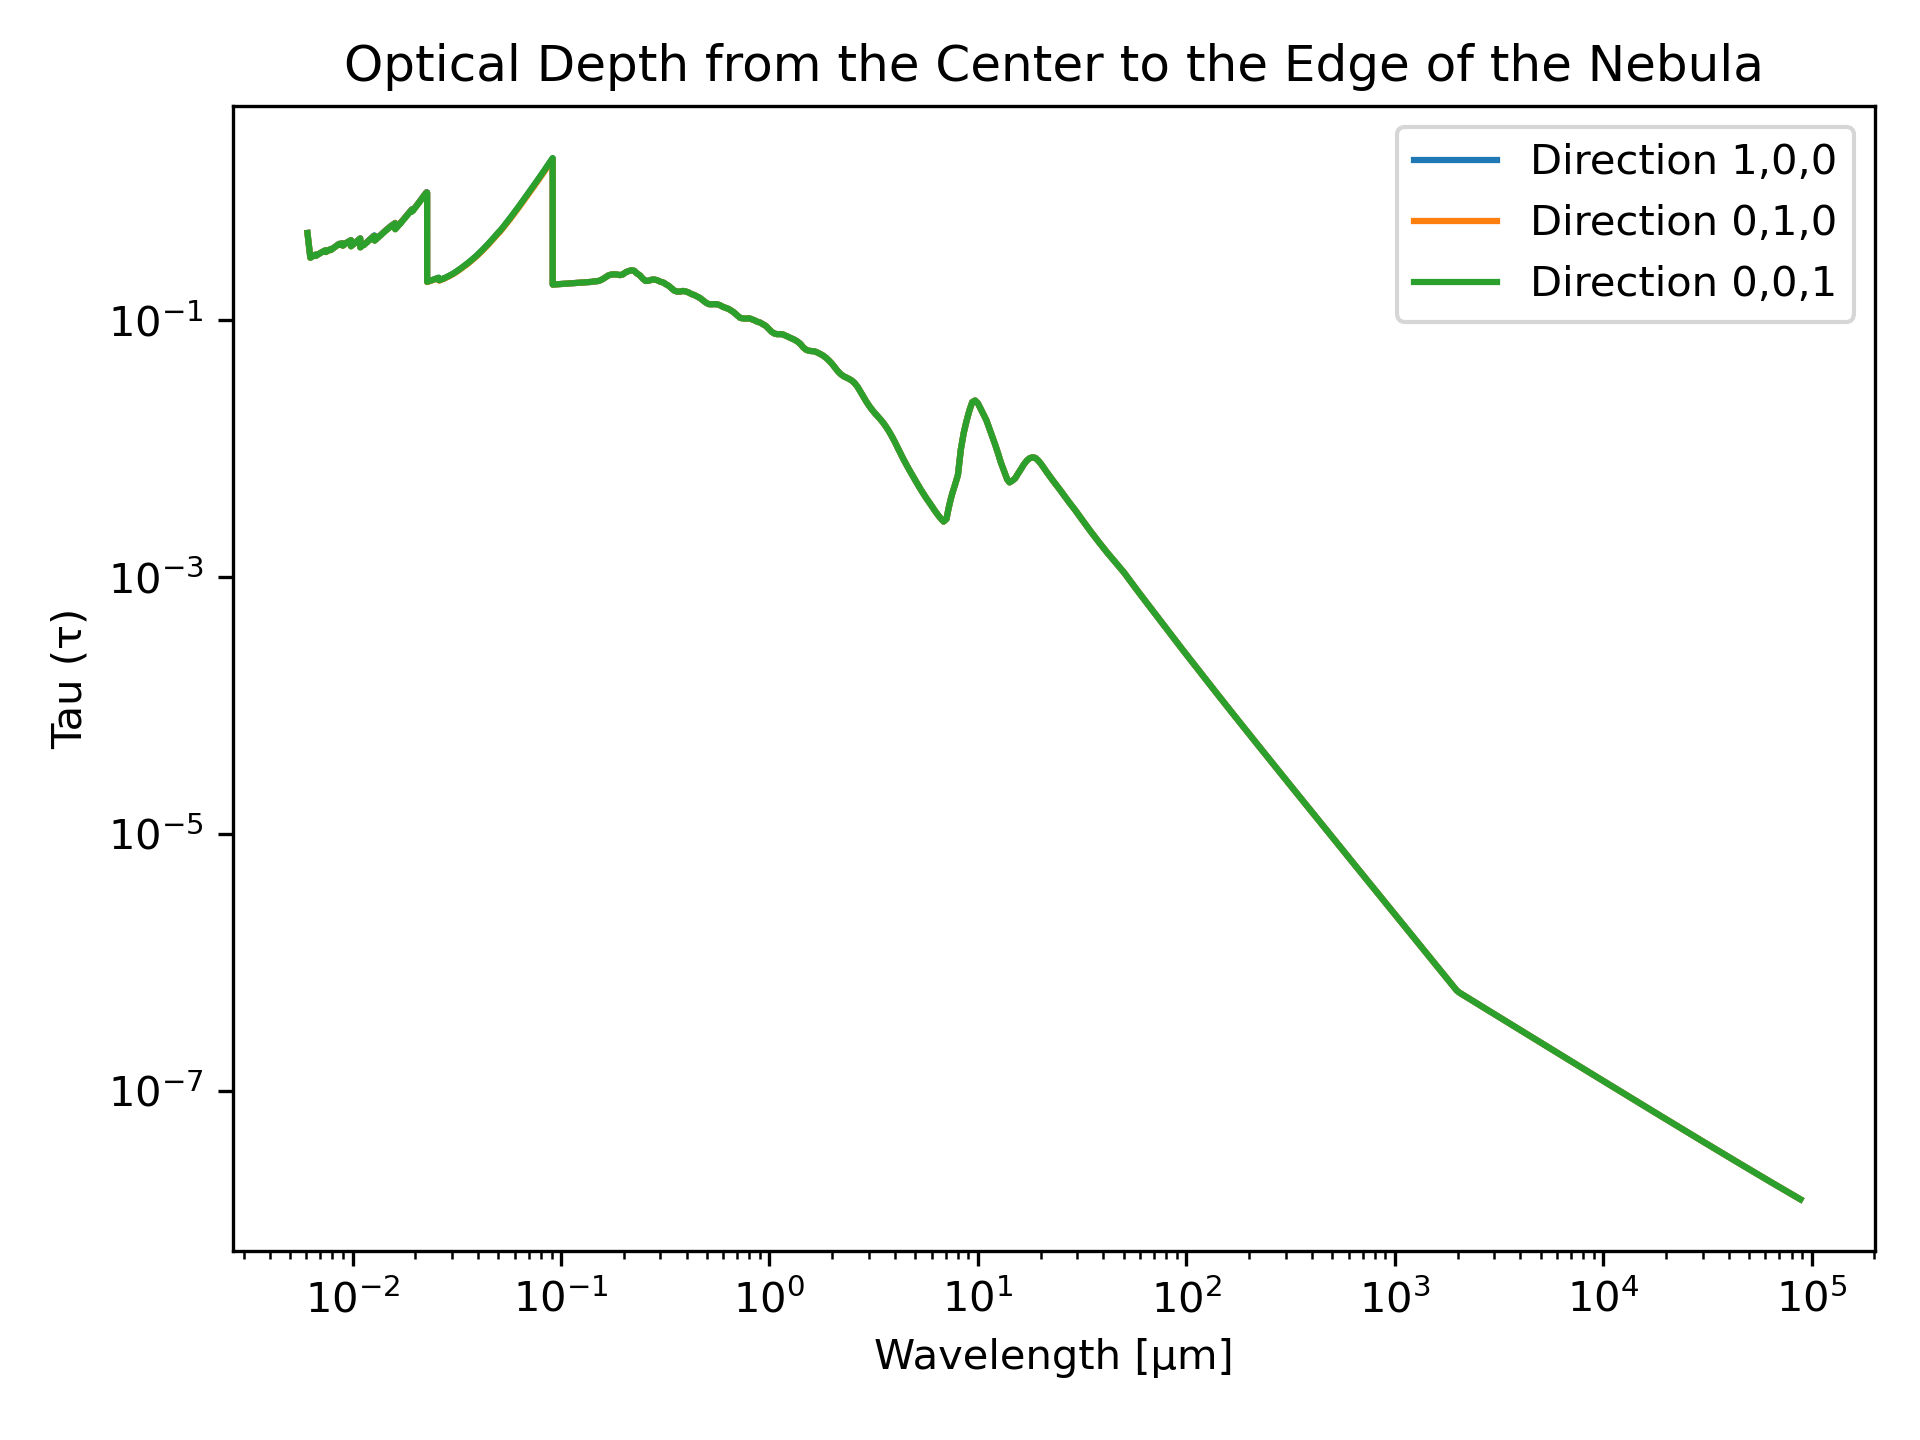 Optical Depth from the Center to the Edge of the Nebula
Direction 1,0,0
Direction 0,1,0
Direction 0,0,1
10⁻¹
10⁻³
10⁻⁵
10⁻⁷
Tau (τ)
10⁻² 10⁻¹ 10⁰ 10¹ 10² 10³ 10⁴ 10⁵
Wavelength [μm]